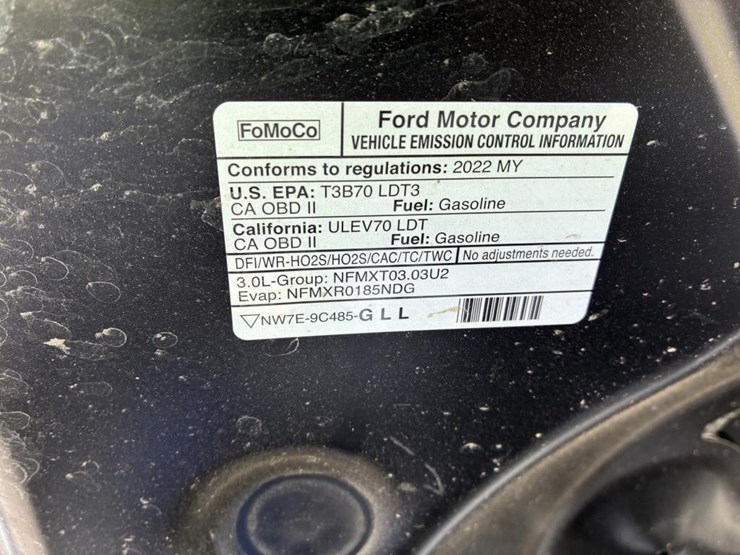 FoMoCo
Ford Motor Company
VEHICLE EMISSION CONTROL INFORMATION
Conforms to regulations: 2022 MY
U.S. EPA: T3B70 LDT3
CA OBD II Fuel: Gasoline
California: ULEV70 LDT
CA OBD II Fuel: Gasoline
DFI/WR-HO2S/HO2S/CAC/TC/TWC No adjustments needed.
3.0L-Group: NFMXT03.03U2
Evap: NFMXR0185NDG
NW7E-9C485-G L L